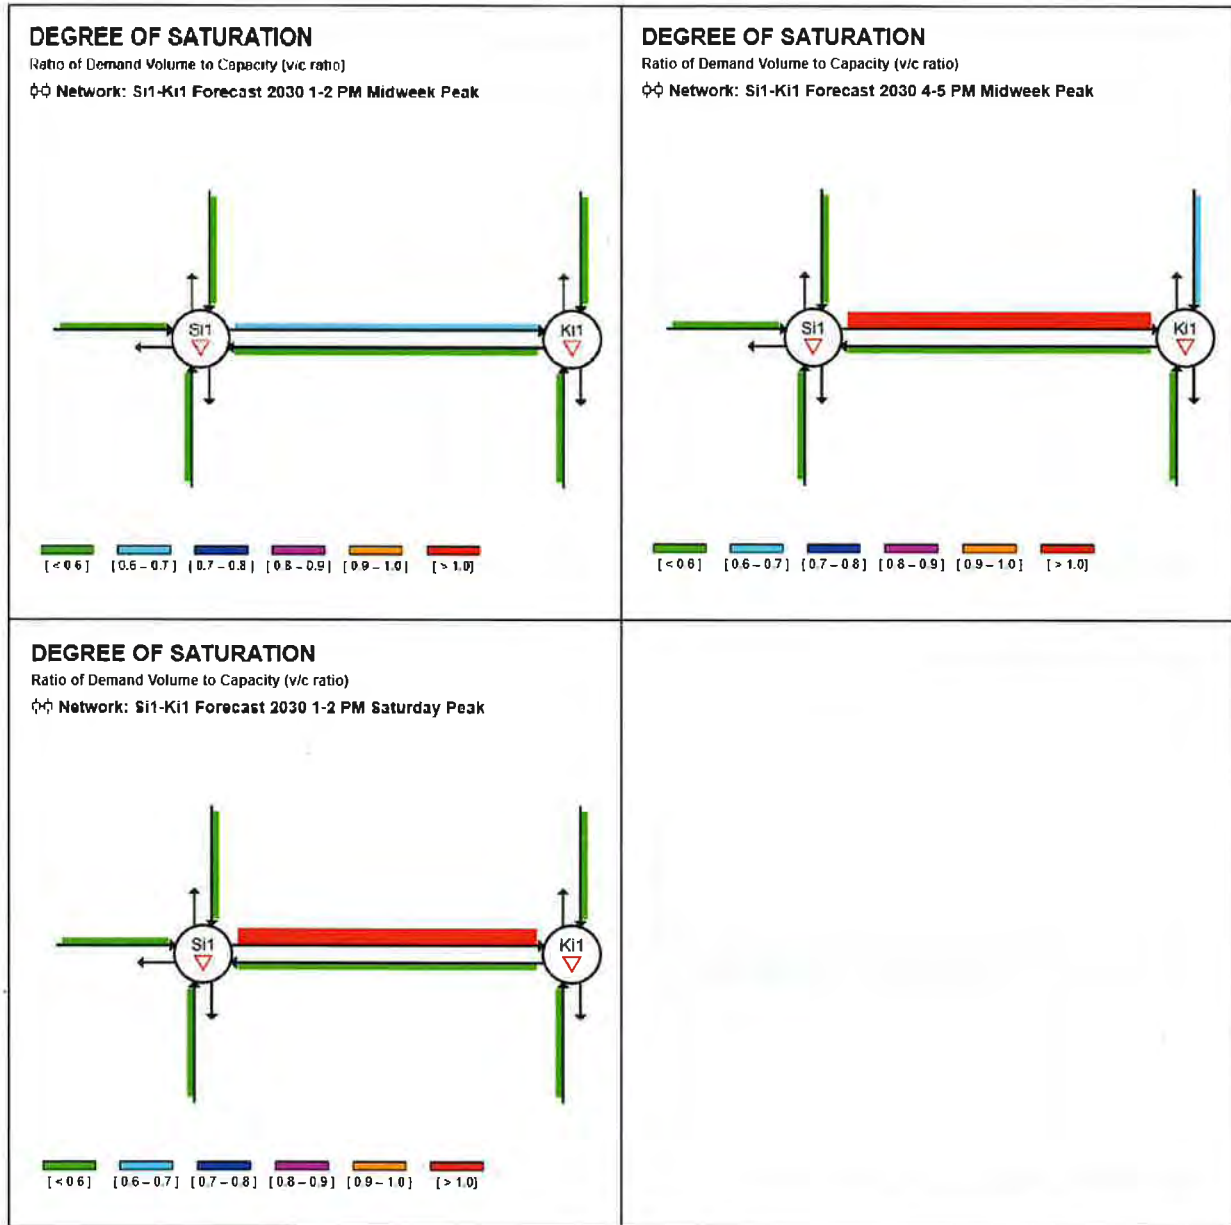 DEGREE OF SATURATION
Ratio of Demand Volume to Capacity (v/c ratio)
Network: Si1-Ki1 Forecast 2030 1-2 PM Midweek Peak
Si1
Ki1
[ < 0.6 ] [ 0.6 – 0.7 ] [ 0.7 – 0.8 ] [ 0.8 – 0.9 ] [ 0.9 – 1.0 ] [ > 1.0 ]
DEGREE OF SATURATION
Ratio of Demand Volume to Capacity (v/c ratio)
Network: Si1-Ki1 Forecast 2030 4-5 PM Midweek Peak
Si1
Ki1
[ < 0.6 ] [ 0.6 – 0.7 ] [ 0.7 – 0.8 ] [ 0.8 – 0.9 ] [ 0.9 – 1.0 ] [ > 1.0 ]
DEGREE OF SATURATION
Ratio of Demand Volume to Capacity (v/c ratio)
Network: Si1-Ki1 Forecast 2030 1-2 PM Saturday Peak
Si1
Ki1
[ < 0.6 ] [ 0.6 – 0.7 ] [ 0.7 – 0.8 ] [ 0.8 – 0.9 ] [ 0.9 – 1.0 ] [ > 1.0 ]